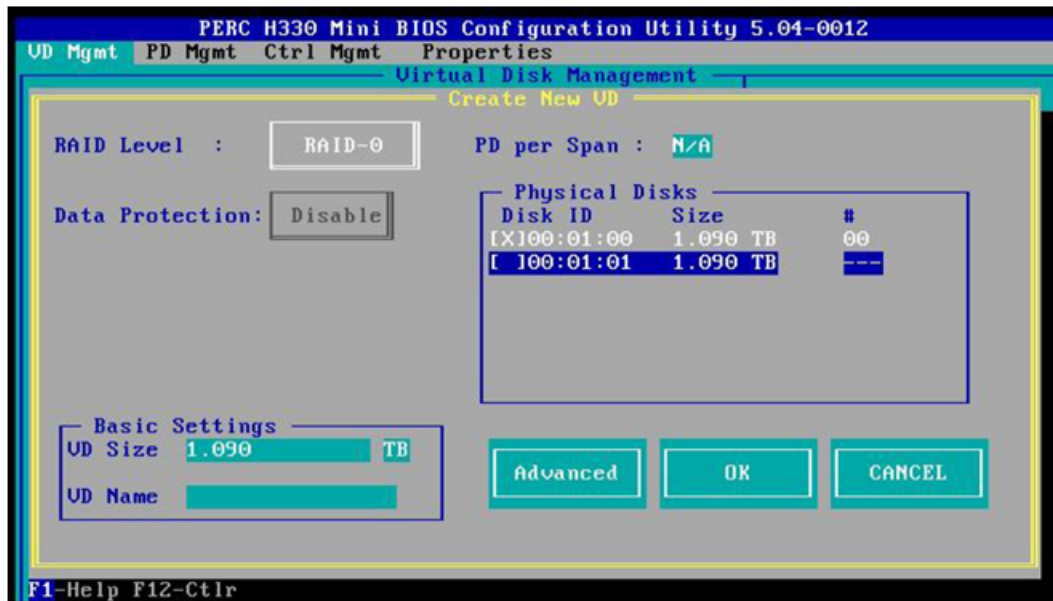 PERC H330 Mini BIOS Configuration Utility 5.04-0012
VD Mgmt PD Mgmt Ctrl Mgmt Properties
Virtual Disk Management
Create New VD
RAID Level : RAID-0 PD per Span : N/A
Physical Disks
Data Protection: Disable Disk ID Size #
[X]00:01:00 1.090 TB 00
[ ]00:01:01 1.090 TB ---
Basic Settings
VD Size 1.090 TB
Advanced OK CANCEL
VD Name
F1-Help F12-Ctlr